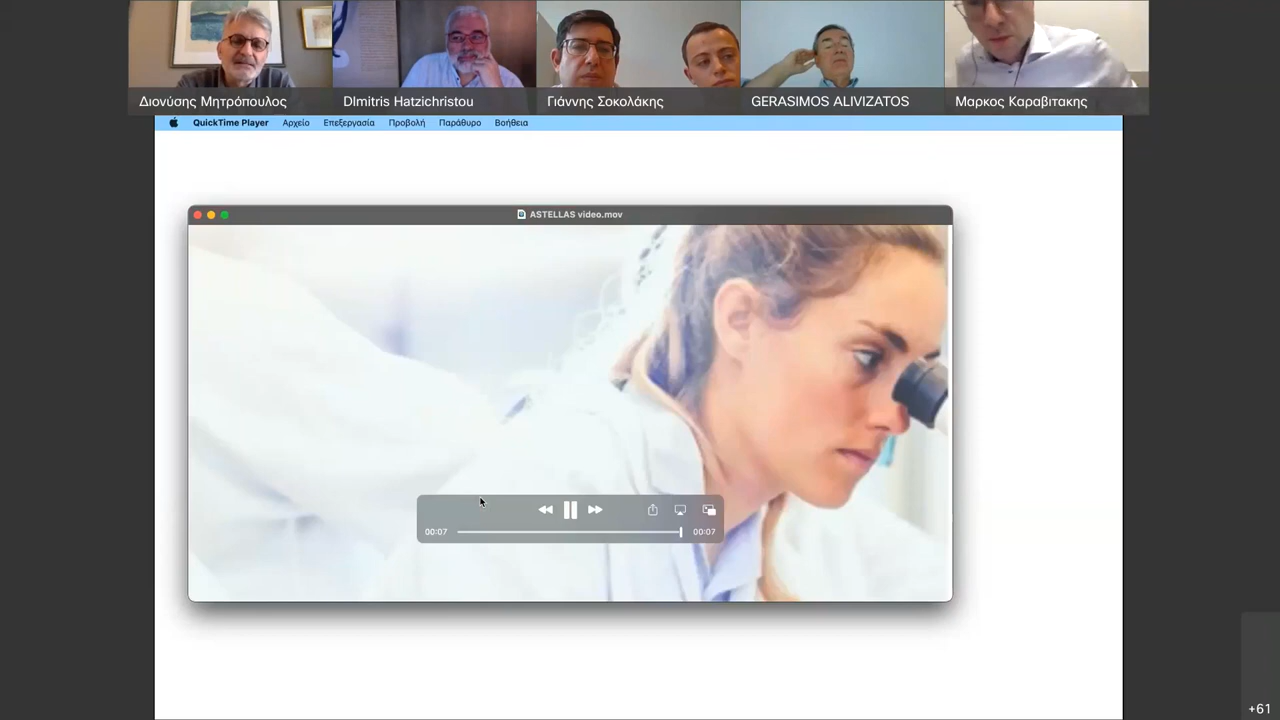 Διονύσης Μητρόπουλος
DImitris Hatzichristou
Γιάννης Σοκολάκης
GERASIMOS ALIVIZATOS
Μαρκος Καραβιτακης
QuickTime Player Αρχείο Επεξεργασία Προβολή Παράθυρο Βοήθεια
ASTELLAS video.mov
00:07 00:07
+61